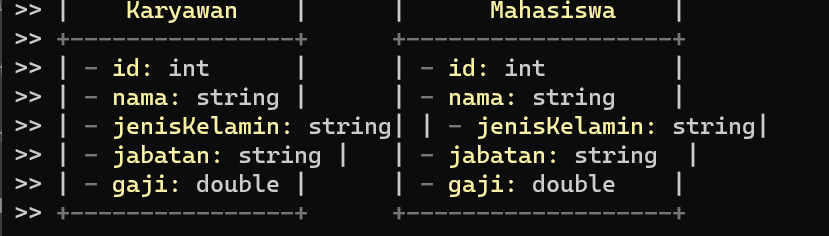 >> |    Karyawan    |      |      Mahasiswa    |
>> +----------------+      +-------------------+
>> | - id: int      |      | - id: int         |
>> | - nama: string |      | - nama: string    |
>> | - jenisKelamin: string| | - jenisKelamin: string|
>> | - jabatan: string |   | - jabatan: string  |
>> | - gaji: double |      | - gaji: double    |
>> +----------------+      +-------------------+